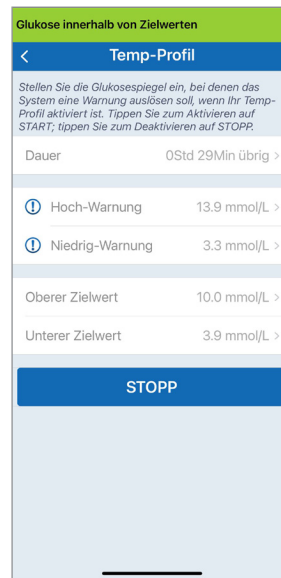 Glukose innerhalb von Zielwerten
Temp-Profil
Stellen Sie die Glukosespiegel ein, bei denen das
System eine Warnung auslösen soll, wenn Ihr Temp-
Profil aktiviert ist. Tippen Sie zum Aktivieren auf
START; tippen Sie zum Deaktivieren auf STOPP.
Dauer 0Std 29Min übrig >
Hoch-Warnung 13.9 mmol/L >
Niedrig-Warnung 3.3 mmol/L >
Oberer Zielwert 10.0 mmol/L >
Unterer Zielwert 3.9 mmol/L >
STOPP